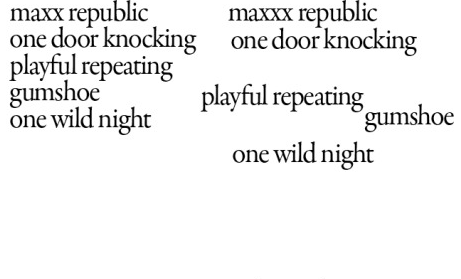 maxx republic
one door knocking
playful repeating
gumshoe
one wild night
maxxx republic
one door knocking
playful repeating
gumshoe
one wild night